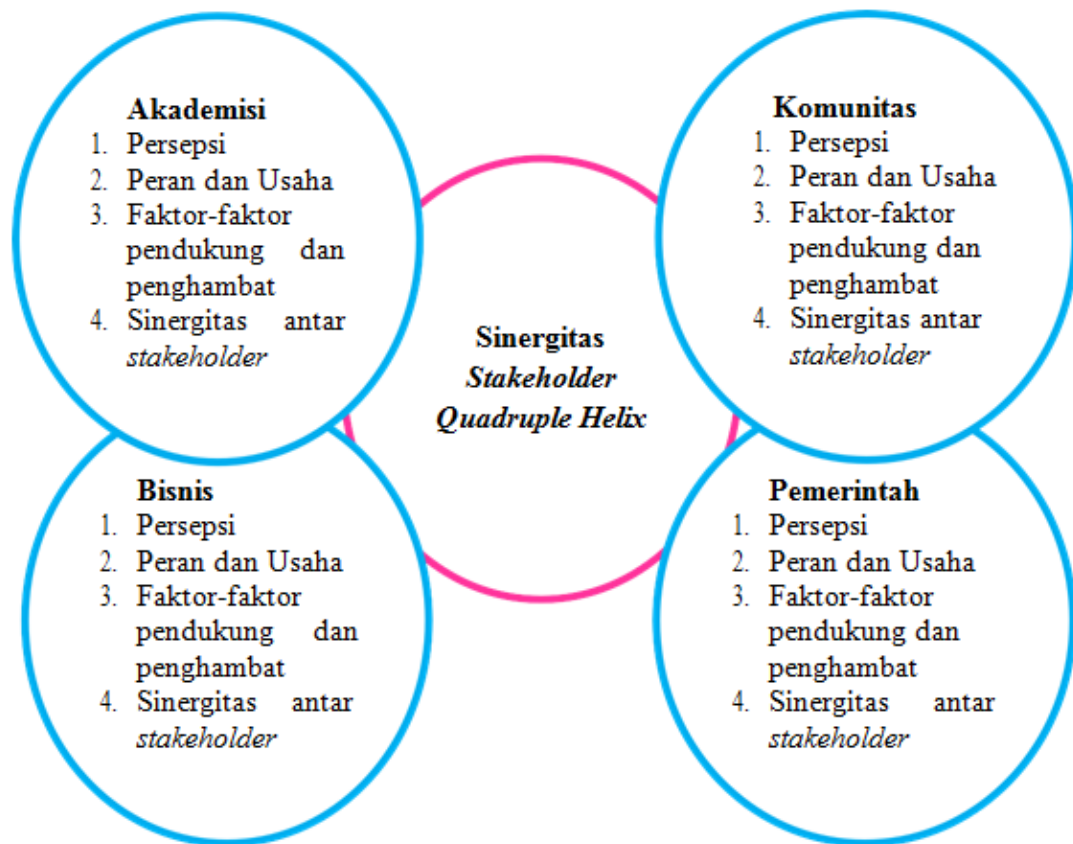 Akademisi
1. Persepsi
2. Peran dan Usaha
3. Faktor-faktor
pendukung dan
penghambat
4. Sinergitas antar
stakeholder
Komunitas
1. Persepsi
2. Peran dan Usaha
3. Faktor-faktor
pendukung dan
penghambat
4. Sinergitas antar
stakeholder
Sinergitas
Stakeholder
Quadruple Helix
Bisnis
1. Persepsi
2. Peran dan Usaha
3. Faktor-faktor
pendukung dan
penghambat
4. Sinergitas antar
stakeholder
Pemerintah
1. Persepsi
2. Peran dan Usaha
3. Faktor-faktor
pendukung dan
penghambat
4. Sinergitas antar
stakeholder